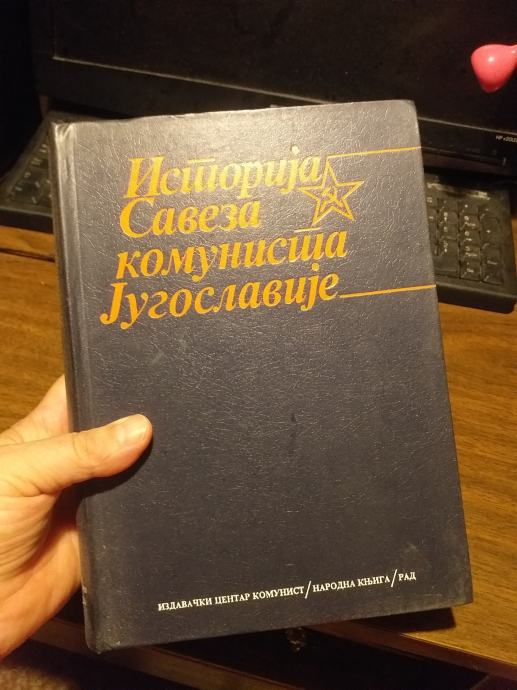 Историја
Савеза
комуниста
Југославије
ИЗДАВАЧКИ ЦЕНТАР КОМУНИСТ/НАРОДНА КЊИГА/РАД